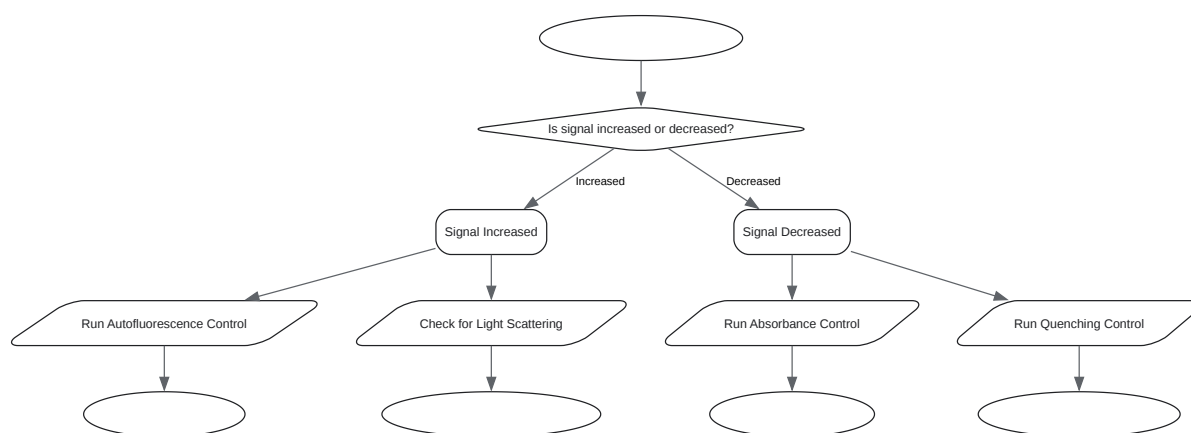 Is signal increased or decreased?
Increased
Decreased
Signal Increased
Signal Decreased
Run Autofluorescence Control
Check for Light Scattering
Run Absorbance Control
Run Quenching Control